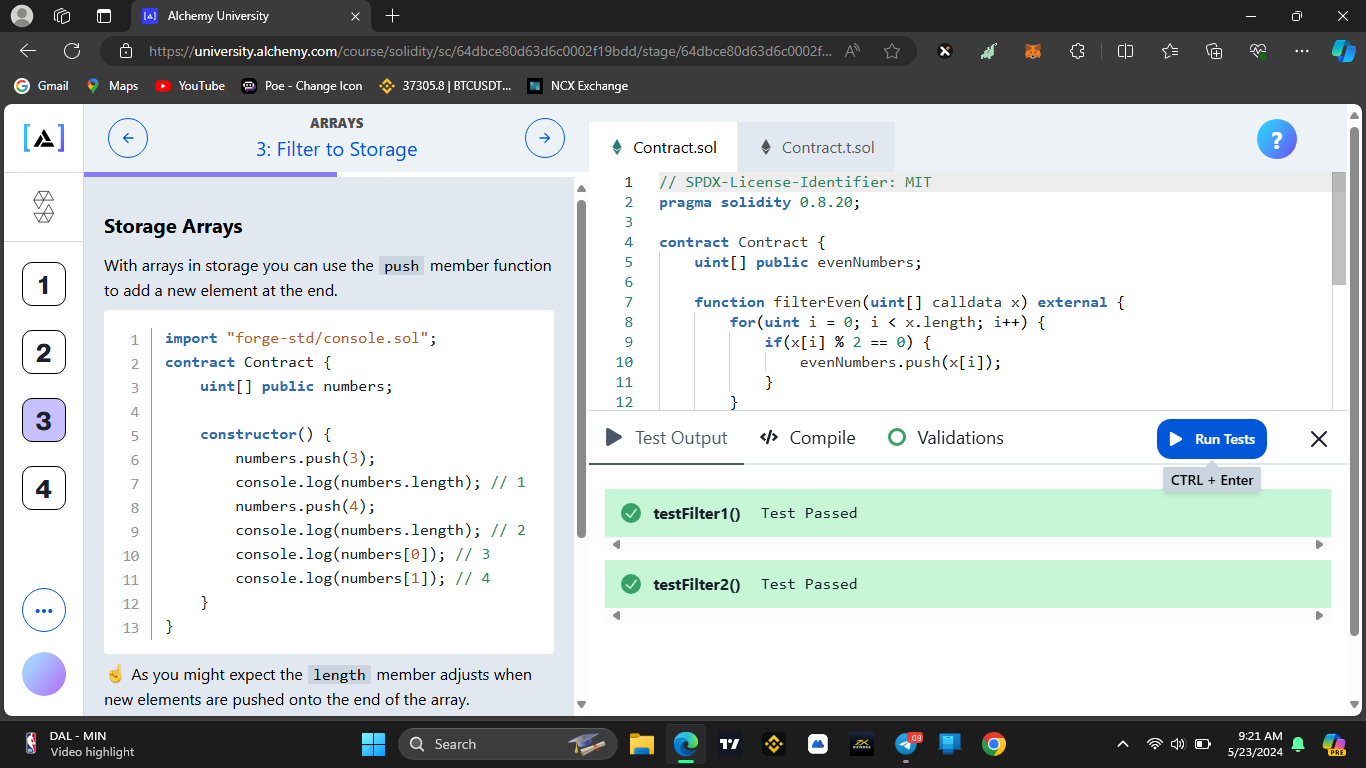 Alchemy University
https://university.alchemy.com/course/solidity/sc/64dbce80d63d6c0002f19bdd/stage/64dbce80d63d6c0002f...
Gmail
Maps
YouTube
Poe - Change Icon
37305.8 | BTCUSDT...
NCX Exchange
ARRAYS
3: Filter to Storage
1
2
3
4
Storage Arrays
With arrays in storage you can use the push member function
to add a new element at the end.
1 import "forge-std/console.sol";
2 contract Contract {
3 uint[] public numbers;
4
5 constructor() {
6 numbers.push(3);
7 console.log(numbers.length); // 1
8 numbers.push(4);
9 console.log(numbers.length); // 2
10 console.log(numbers[0]); // 3
11 console.log(numbers[1]); // 4
12 }
13 }
☝️ As you might expect the length member adjusts when
new elements are pushed onto the end of the array.
Contract.sol
Contract.t.sol
?
1 // SPDX-License-Identifier: MIT
2 pragma solidity 0.8.20;
3
4 contract Contract {
5 uint[] public evenNumbers;
6
7 function filterEven(uint[] calldata x) external {
8 for(uint i = 0; i < x.length; i++) {
9 if(x[i] % 2 == 0) {
10 evenNumbers.push(x[i]);
11 }
12 }
Test Output
Compile
Validations
Run Tests
CTRL + Enter
testFilter1() Test Passed
testFilter2() Test Passed
DAL - MIN
Video highlight
Search
.09
9:21 AM
5/23/2024
PRE